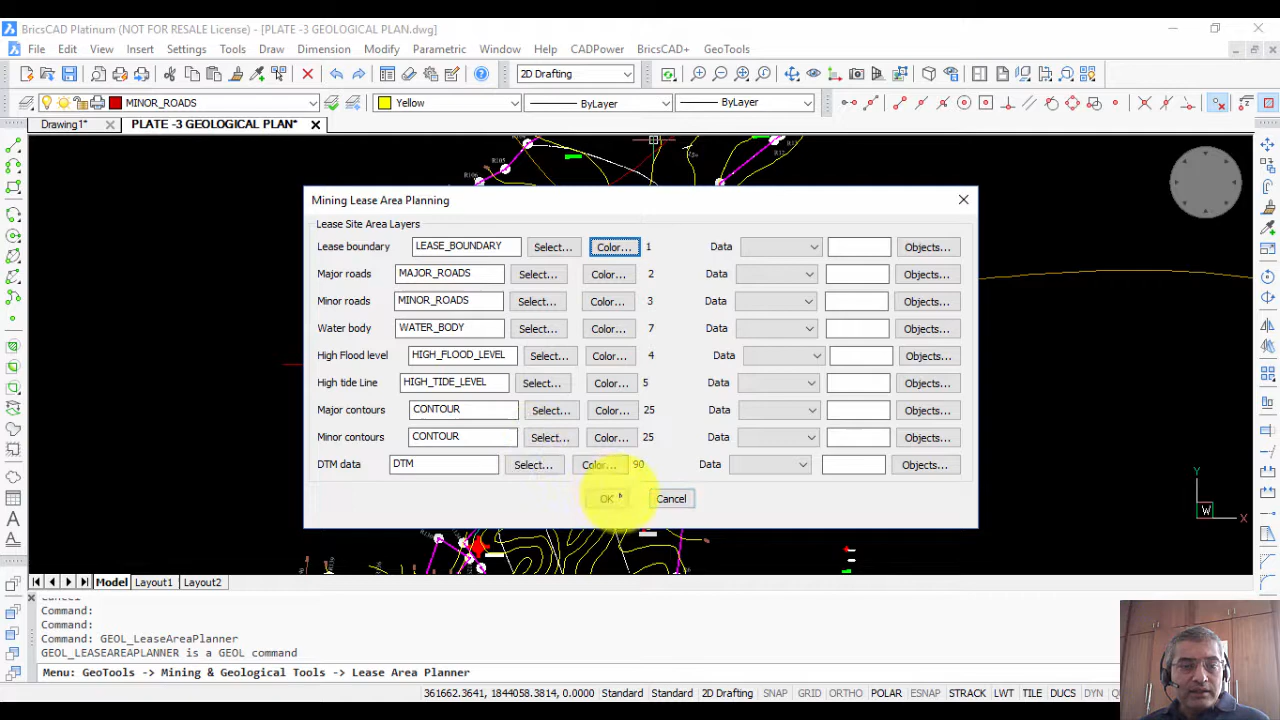 BricsCAD Platinum (NOT FOR RESALE License) - [PLATE -3 GEOLOGICAL PLAN.dwg]
File Edit View Insert Settings Tools Draw Dimension Modify Parametric Window Help CADPower BricsCAD+ GeoTools
2D Drafting
MINOR_ROADS Yellow ByLayer ByLayer
Drawing1* PLATE -3 GEOLOGICAL PLAN*
R105
R106
Mining Lease Area Planning
Lease Site Area Layers
Lease boundary LEASE_BOUNDARY Select... Color... 1 Data Objects...
Major roads MAJOR_ROADS Select... Color... 2 Data Objects...
Minor roads MINOR_ROADS Select... Color... 3 Data Objects...
Water body WATER_BODY Select... Color... 7 Data Objects...
High Flood level HIGH_FLOOD_LEVEL Select... Color... 4 Data Objects...
High tide Line HIGH_TIDE_LEVEL Select... Color... 5 Data Objects...
Major contours CONTOUR Select... Color... 25 Data Objects...
Minor contours CONTOUR Select... Color... 25 Data Objects...
DTM data DTM Select... Color... 90 Data Objects...
OK Cancel
Y
W
X
Model Layout1 Layout2
Command:
Command:
Command: GEOL_LeaseAreaPlanner
GEOL_LEASEAREAPLANNER is a GEOL command
Menu: GeoTools -> Mining & Geological Tools -> Lease Area Planner
361662.3641, 1844058.3814, 0.0000 Standard Standard 2D Drafting SNAP GRID ORTHO POLAR ESNAP STRACK LWT TILE DUCS DYN